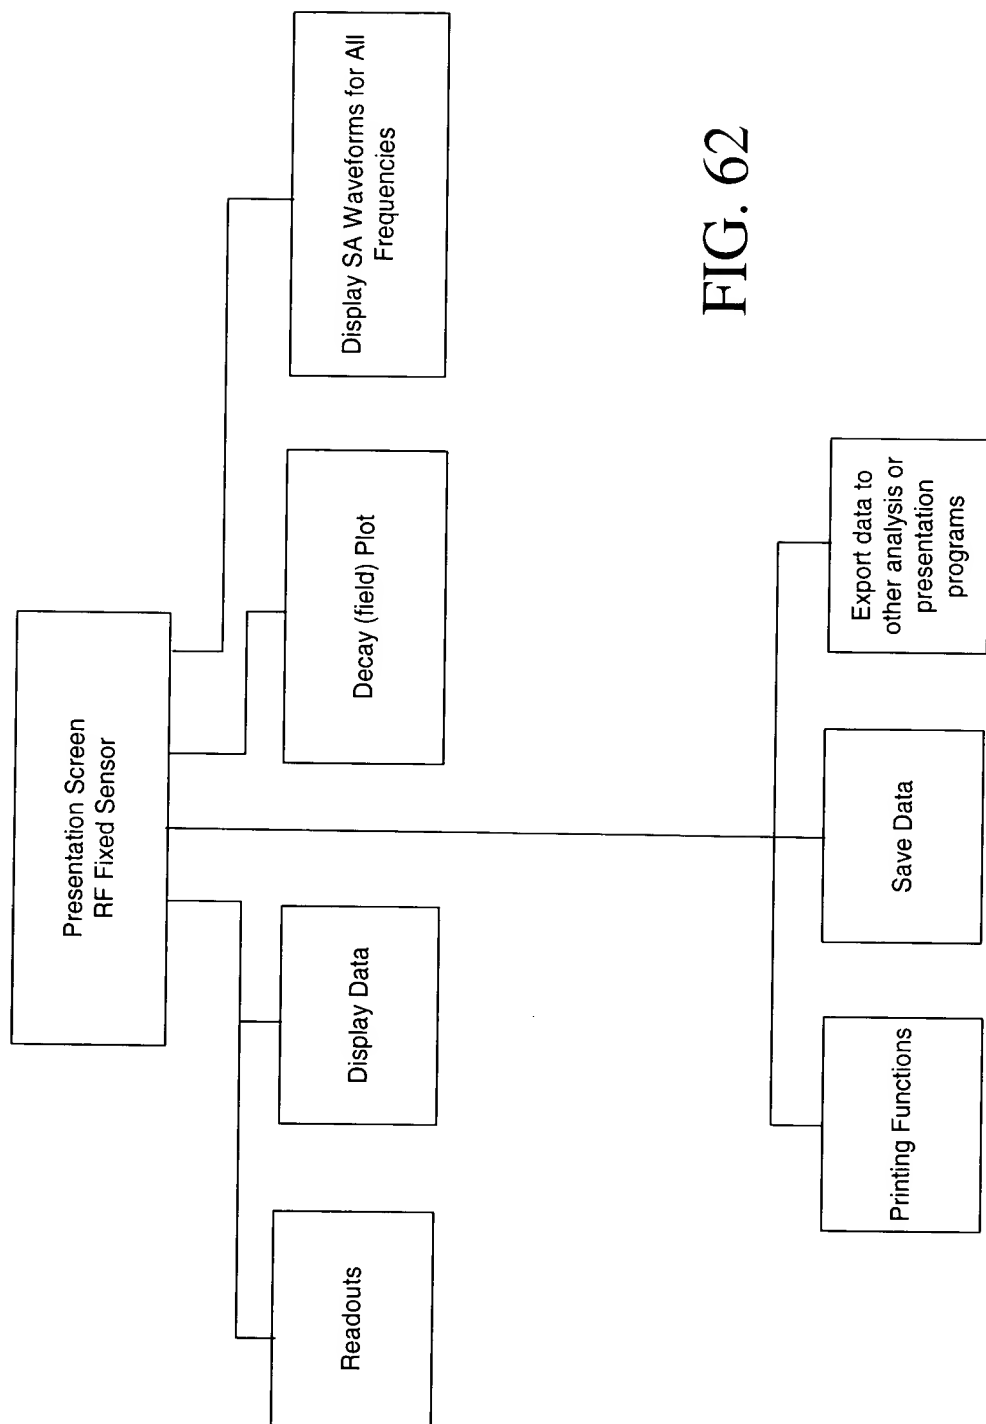 Presentation Screen
RF Fixed Sensor
Readouts
Display Data
Decay (field) Plot
Display SA Waveforms for All
Frequencies
Printing Functions
Save Data
Export data to
other analysis or
presentation
programs
FIG. 62